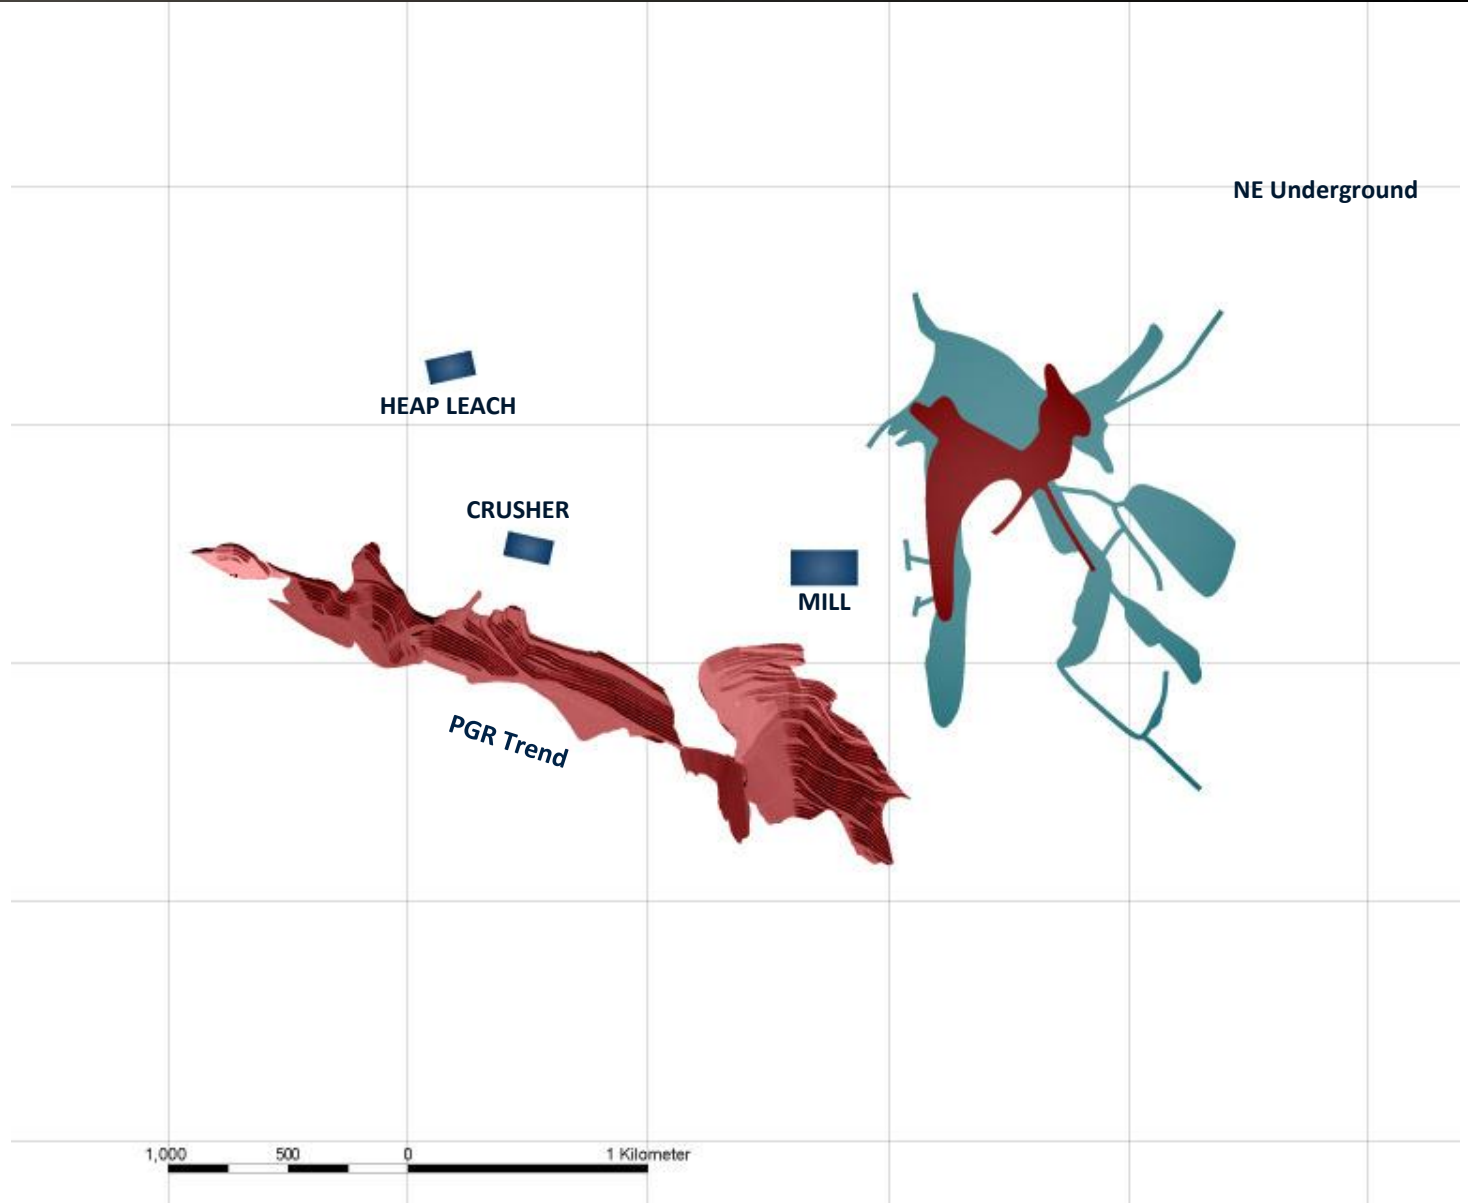 NE Underground
HEAP LEACH
CRUSHER
MILL
PGR Trend
1,000 500 0 1 Kilometer